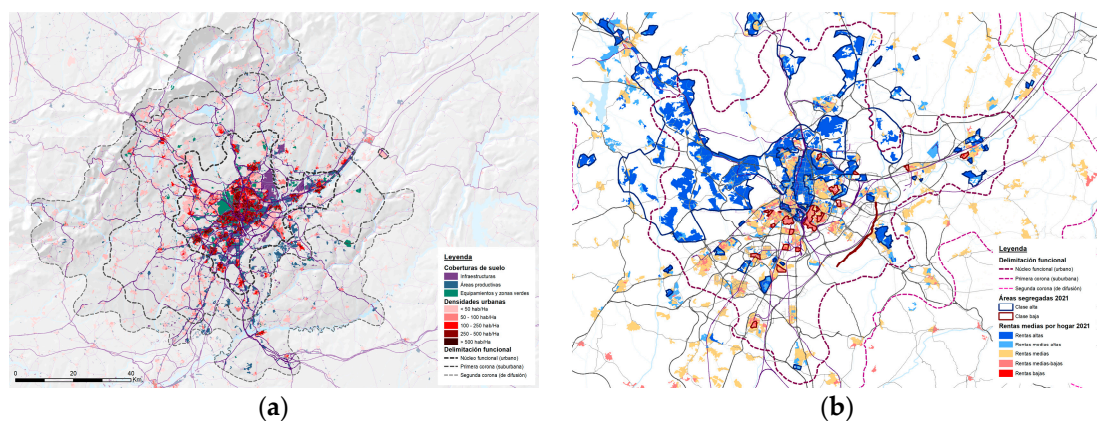 Leyenda
Coberturas de suelo
Infraestructuras
Áreas productivas
Equipamientos y zonas verdes
Densidades urbanas
< 50 hab/Ha
50 - 100 hab/Ha
100 - 250 hab/Ha
250 - 500 hab/Ha
> 500 hab/Ha
Delimitación funcional
Núcleo funcional (urbano)
Primera corona (suburbana)
Segunda corona (de difusión)
0 20 40
Km
Leyenda
Delimitación funcional
Núcleo funcional (urbano)
Primera corona (suburbana)
Segunda corona (de difusión)
Áreas segregadas 2021
Clase alta
Clase baja
Rentas medias por hogar 2021
Rentas altas
Rentas medias-altas
Rentas medias
Rentas medias-bajas
Rentas bajas
(a)
(b)